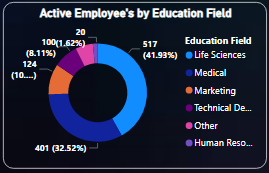 Active Employee's by Education Field
20
(1.62%)
100
(8.11%)
124
(10....)
517
(41.93%)
401 (32.52%)
Education Field
Life Sciences
Medical
Marketing
Technical De...
Other
Human Reso...